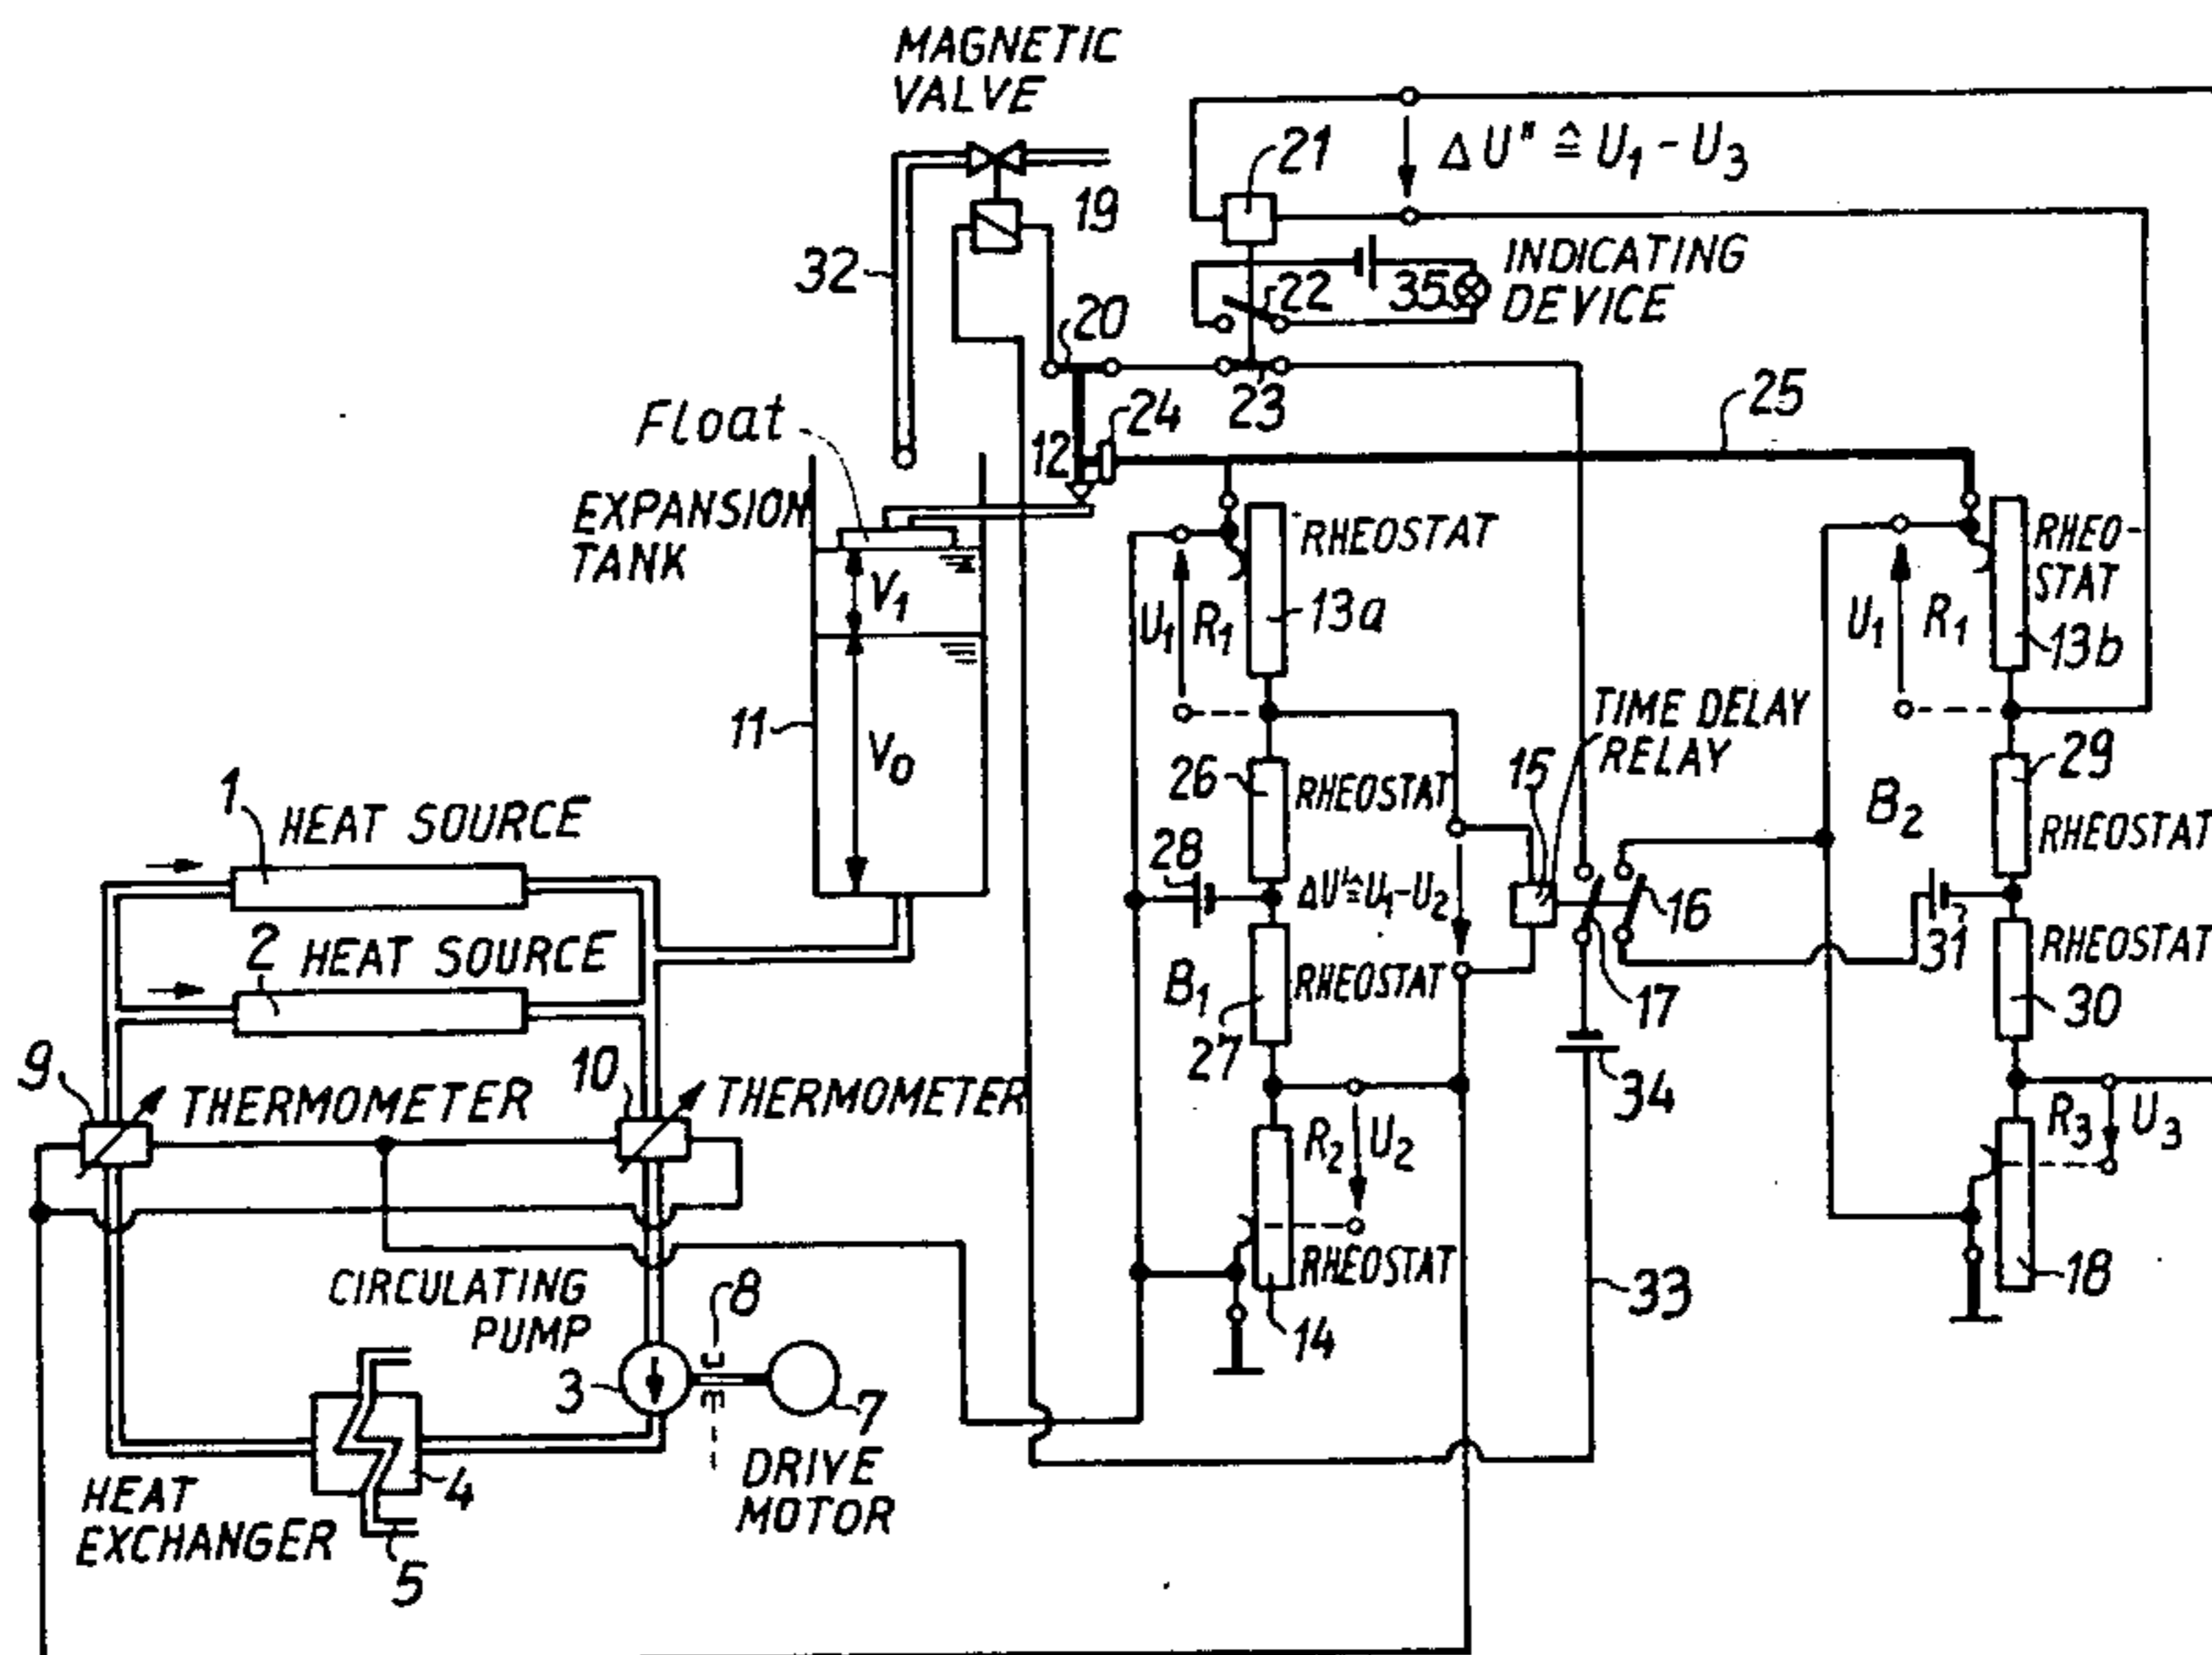 MAGNETIC
VALVE
21
ΔU" ≙ U1 - U3
19
32
INDICATING
DEVICE
22
35
20
23
25
Float
12
24
EXPANSION
TANK
RHEOSTAT
RHEO-
STAT
V1
U1 R1
13a
U1 R1
13b
11
V0
TIME DELAY
RELAY
26
RHEOSTAT
15
29
B2
RHEOSTAT
1
HEAT SOURCE
28
ΔU'≙U1-U2
16
31
RHEOSTAT
2 HEAT SOURCE
B1
RHEOSTAT
17
30
27
9
THERMOMETER
10
THERMOMETER
34
R2 U2
R3 U3
CIRCULATING
PUMP
8
RHEOSTAT
14
33
18
3
7
DRIVE
MOTOR
4
HEAT
EXCHANGER
5